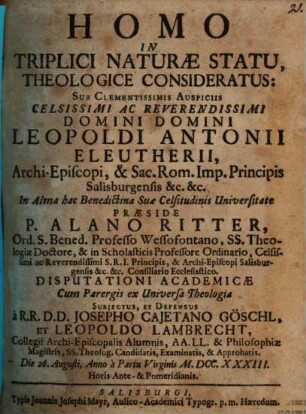 21.
HOMO
IN
TRIPLICI NATURÆ STATU,
THEOLOGICE CONSIDERATUS:
SUB CLEMENTISSIMIS AUSPICIIS
CELSISSIMI AC REVERENDISSIMI
DOMINI DOMINI
LEOPOLDI ANTONII
ELEUTHERII,
Archi-Episcopi, & Sac. Rom. Imp. Principis
Salisburgensis &c. &c.
In Alma hac Benedictina Suæ Celsitudinis Universitate
PRÆSIDE
P. ALANO RITTER,
Ord. S. Bened. Professo Wessofontano, SS. Theo-
logiæ Doctore, & in Scholasticis Professore Ordinario, Celsis-
simi ac Reverendissimi S.R.I. Principis, & Archi-Episcopi Salisbur-
gensis &c. &c. Consiliario Ecclesiastico.
DISPUTATIONI ACADEMICÆ
Cum Parergis ex Universa Theologia
SUBJECTUS, ET DEFENSUS
à R.R. D.D. JOSEPHO CAJETANO GÖSCHL,
ET LEOPOLDO LAMBRECHT,
Collegii Archi-Episcopalis Alumnis, AA. LL. & Philosophiæ
Magistris, SS. Theolog. Candidatis, Examinatis, & Approbatis.
Die 26. Augusti, Anno à Partu Virginis M. DCC. XXXIII.
Horis Ante- & Pomeridianis.
SALISBURGI,
Typis Joannis Josephi Mayr, Aulico-Academici Typogr. p. m. Hæredum.